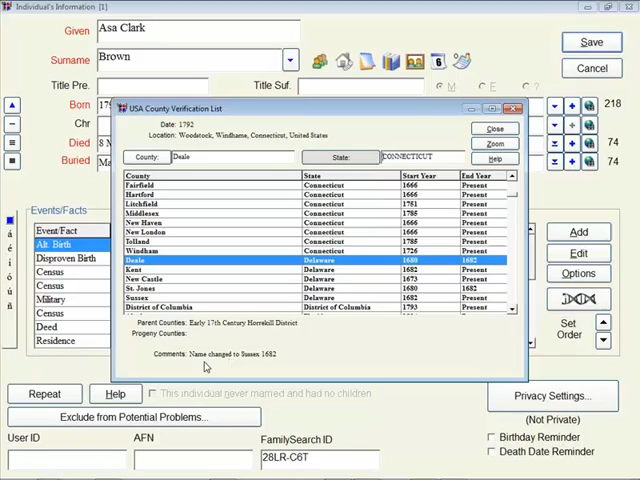 Individual's Information [1]
Given
Asa Clark
Surname
Brown
Title Pre.
Title Suf.
M
E
?
6
Save
Cancel
Born
179
218
Chr
Died
8 M
74
Buried
Ma
74
USA County Verification List
Date: 1792
Location: Woodstock, Windhame, Connecticut, United States
Close
Zoom
Help
County:
Deale
State:
CONNECTICUT
County State Start Year End Year
Fairfield Connecticut 1666 Present
Hartford Connecticut 1666 Present
Litchfield Connecticut 1751 Present
Middlesex Connecticut 1785 Present
New Haven Connecticut 1666 Present
New London Connecticut 1666 Present
Tolland Connecticut 1785 Present
Windham Connecticut 1726 Present
Deale Delaware 1680 1682
Kent Delaware 1682 Present
New Castle Delaware 1673 Present
St. Jones Delaware 1680 1682
Sussex Delaware 1682 Present
District of Columbia District of Columbia 1793 Present
Parent Counties: Early 17th Century Horrekill District
Progeny Counties:
Comments: Name changed to Sussex 1682
Events/Facts
Event/Fact
Alt. Birth
Disproven Birth
Census
Census
Military
Census
Deed
Residence
á
é
í
ó
ú
ñ
Add
Edit
Options
Set
Order
Repeat
Help
This individual never married and had no children
Privacy Settings...
(Not Private)
Exclude from Potential Problems...
User ID
AFN
FamilySearch ID
28LR-C6T
Birthday Reminder
Death Date Reminder